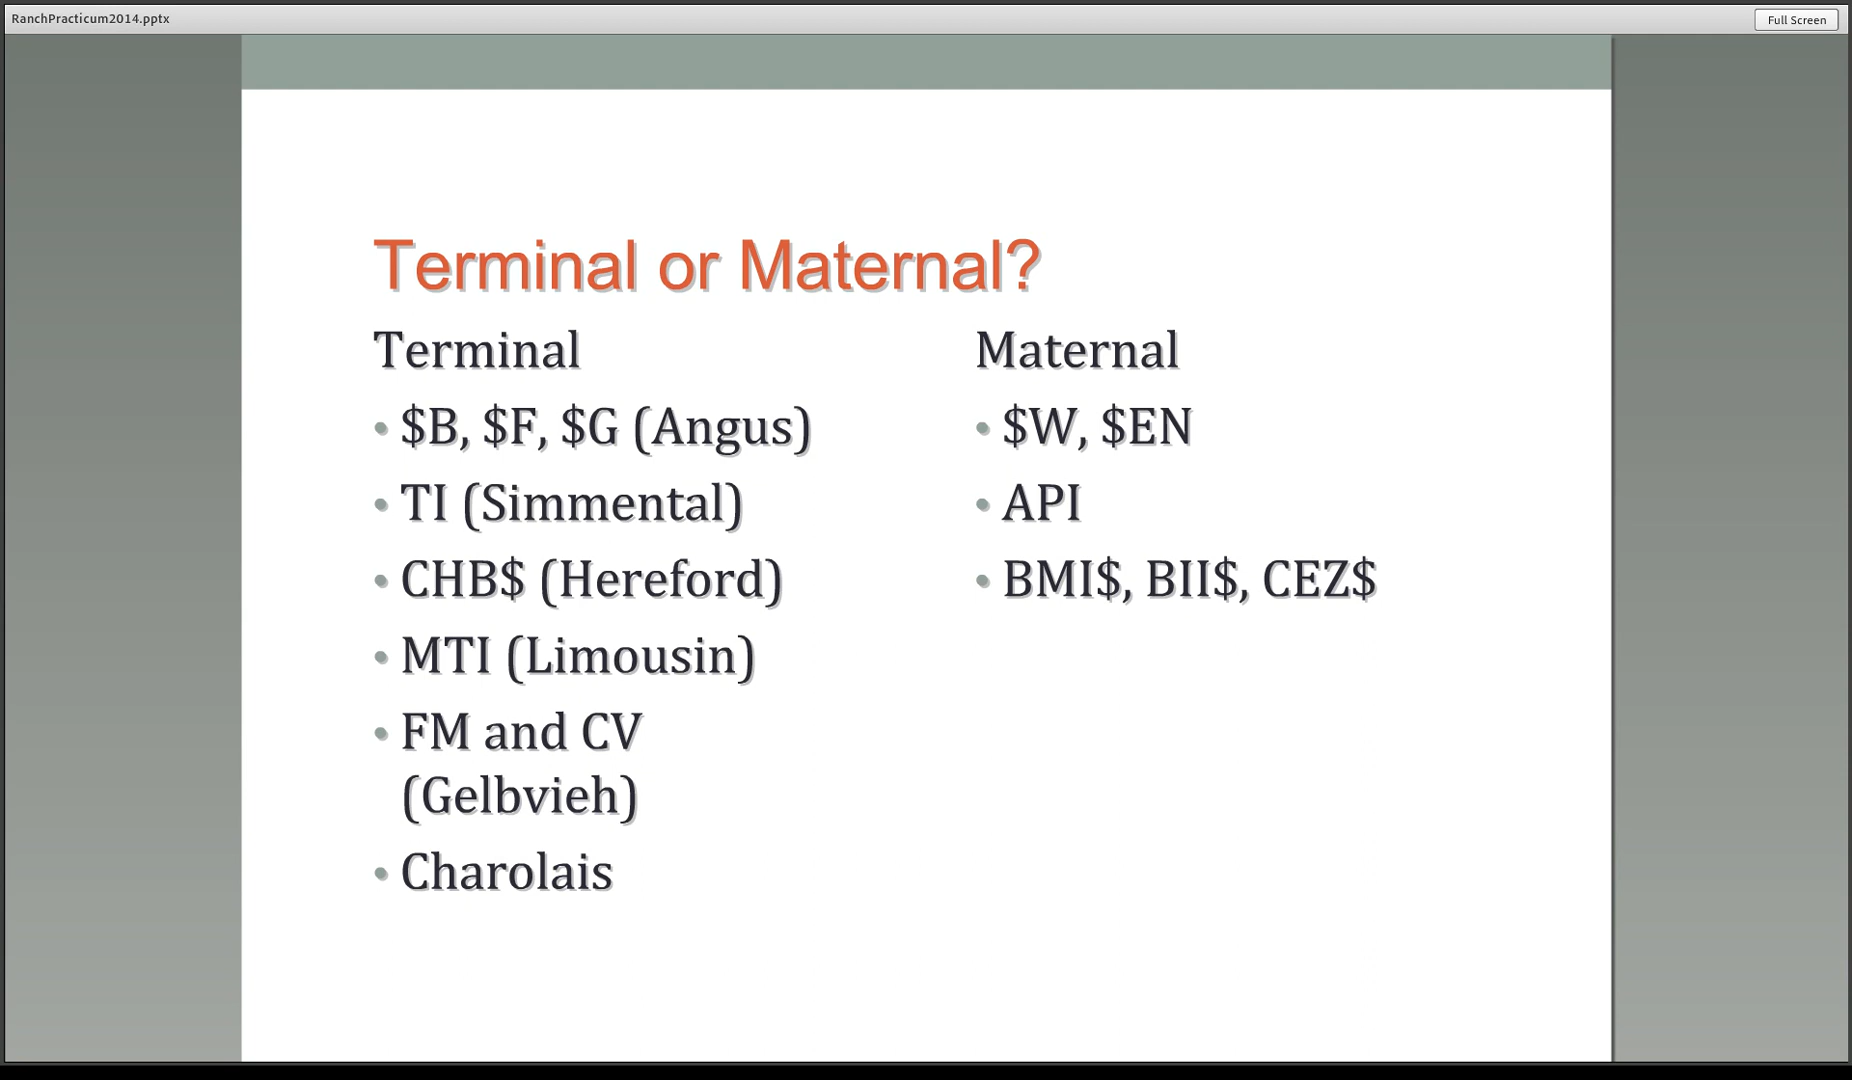 RanchPracticum2014.pptx
Full Screen
Terminal or Maternal?
Terminal
• $B, $F, $G (Angus)
• TI (Simmental)
• CHB$ (Hereford)
• MTI (Limousin)
• FM and CV
(Gelbvieh)
• Charolais
Maternal
• $W, $EN
• API
• BMI$, BII$, CEZ$